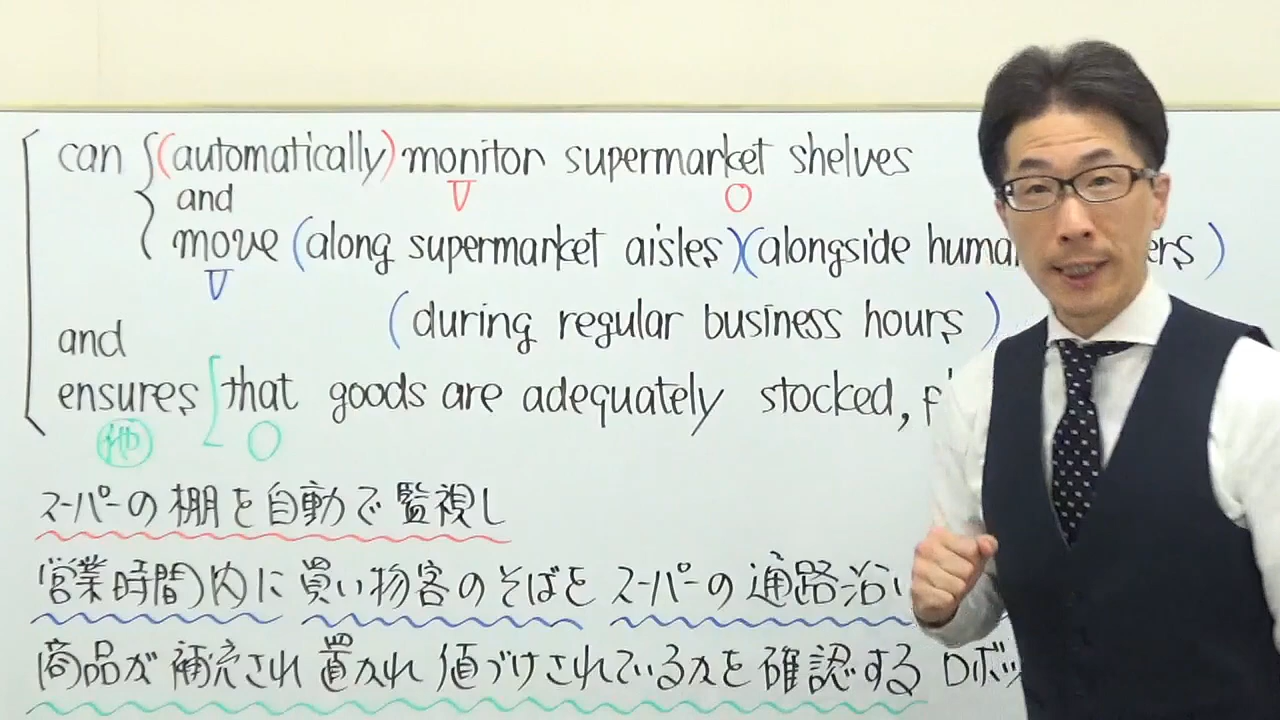 can (automatically) monitor supermarket shelves
V O
and
move (along supermarket aisles)(alongside
V
(during regular business hours)
and
ensures [that goods are adequately stocked,
他 O
スーパーの棚を自動で監視し
営業時間内に買い物客のそばを スーパーの通路沿い
商品が補充され 置かれ 値づけされているかを確認する ロボッ